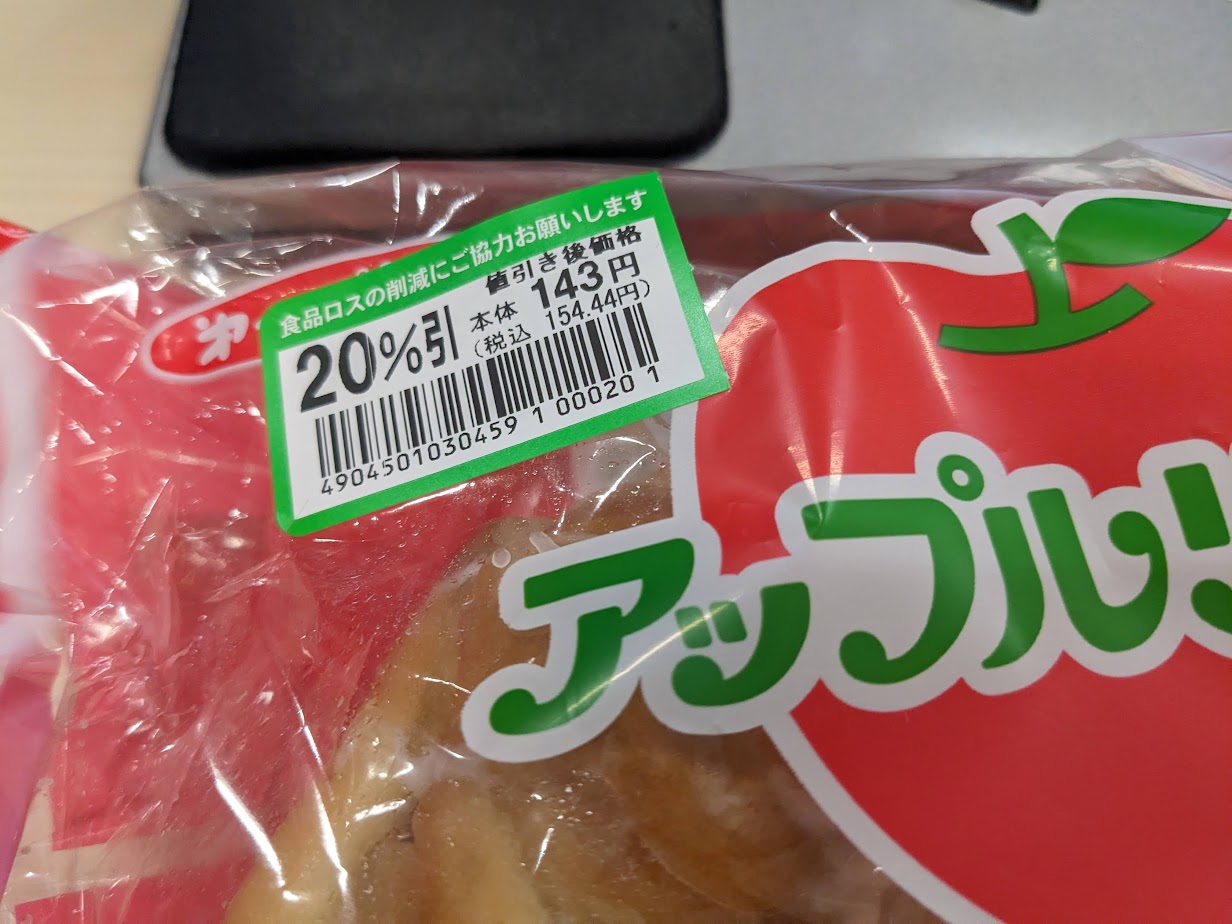 食品ロスの削減にご協力お願いします
値引き後価格
20%引
本体 143円
(税込 154.44円)
4904501030459 1 00020 1
アップル